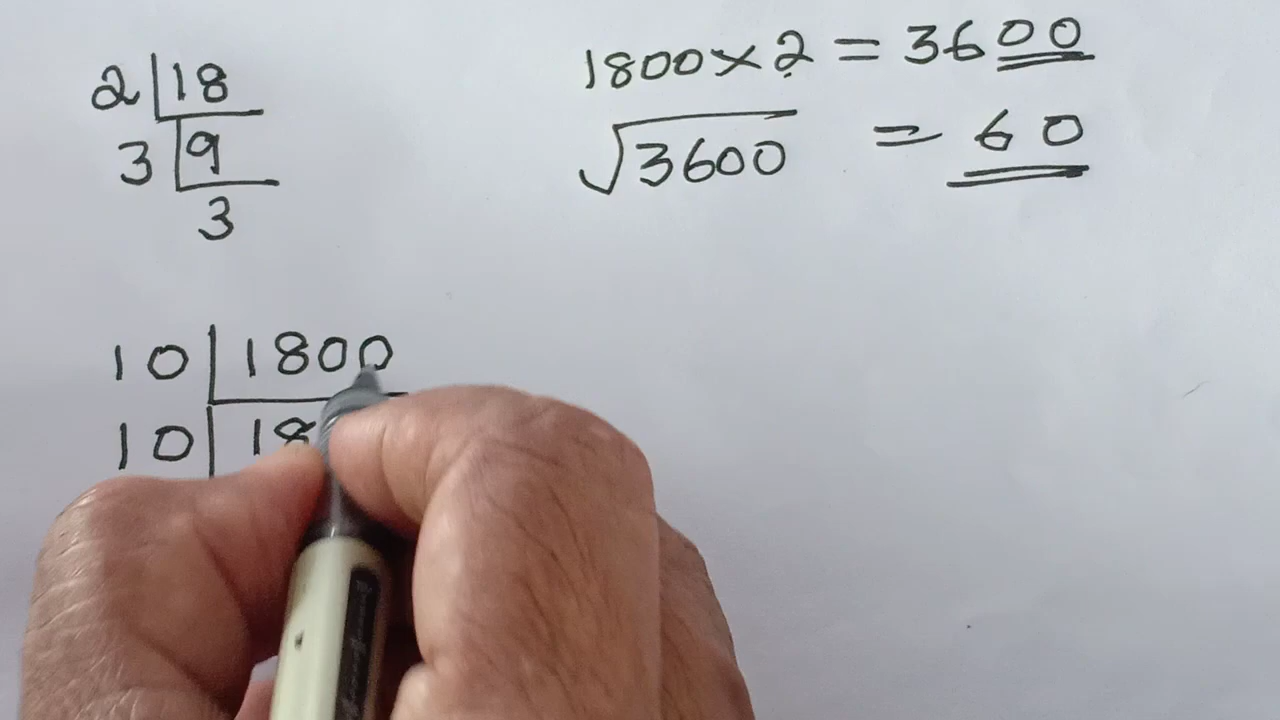 2 | 18
3 | 9
3
1800 × 2 = 3600
√3600 = 60
10 | 1800
10 | 18